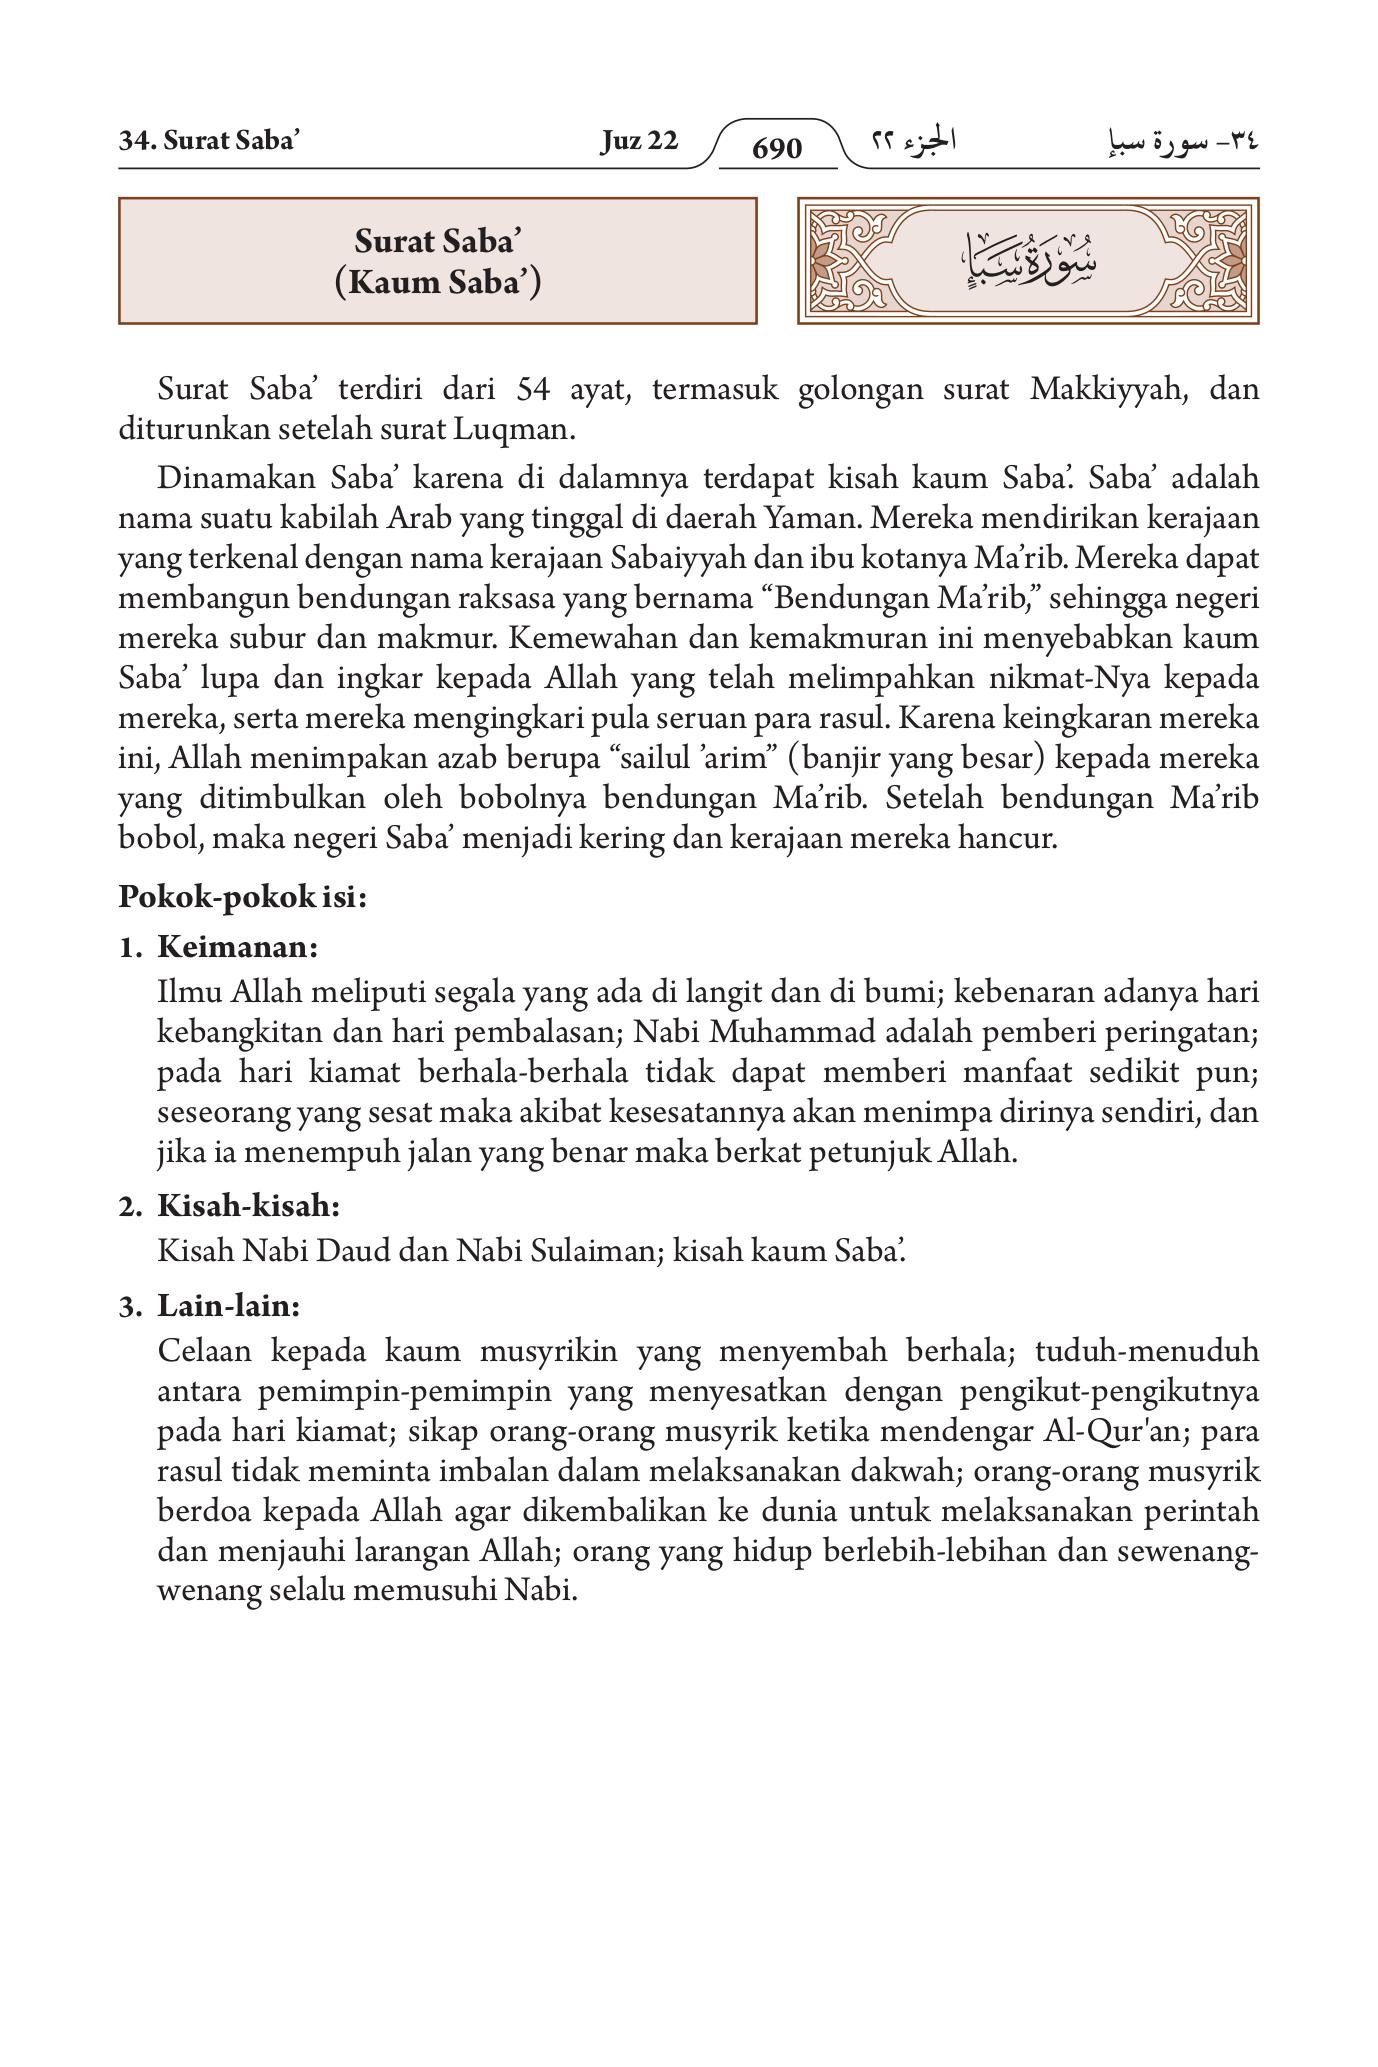 34. Surat Saba’
Juz 22
690
الجزء ٢٢
٣٤– سورة سبإ
Surat Saba’
(Kaum Saba’)
سُورَةُ سَبَإٍ
Surat Saba’ terdiri dari 54 ayat, termasuk golongan surat Makkiyyah, dan
diturunkan setelah surat Luqman.
Dinamakan Saba’ karena di dalamnya terdapat kisah kaum Saba’. Saba’ adalah
nama suatu kabilah Arab yang tinggal di daerah Yaman. Mereka mendirikan kerajaan
yang terkenal dengan nama kerajaan Sabaiyyah dan ibu kotanya Ma’rib. Mereka dapat
membangun bendungan raksasa yang bernama “Bendungan Ma’rib,” sehingga negeri
mereka subur dan makmur. Kemewahan dan kemakmuran ini menyebabkan kaum
Saba’ lupa dan ingkar kepada Allah yang telah melimpahkan nikmat-Nya kepada
mereka, serta mereka mengingkari pula seruan para rasul. Karena keingkaran mereka
ini, Allah menimpakan azab berupa “sailul ’arim” (banjir yang besar) kepada mereka
yang ditimbulkan oleh bobolnya bendungan Ma’rib. Setelah bendungan Ma’rib
bobol, maka negeri Saba’ menjadi kering dan kerajaan mereka hancur.
Pokok-pokok isi:
1. Keimanan:
Ilmu Allah meliputi segala yang ada di langit dan di bumi; kebenaran adanya hari
kebangkitan dan hari pembalasan; Nabi Muhammad adalah pemberi peringatan;
pada hari kiamat berhala-berhala tidak dapat memberi manfaat sedikit pun;
seseorang yang sesat maka akibat kesesatannya akan menimpa dirinya sendiri, dan
jika ia menempuh jalan yang benar maka berkat petunjuk Allah.
2. Kisah-kisah:
Kisah Nabi Daud dan Nabi Sulaiman; kisah kaum Saba’.
3. Lain-lain:
Celaan kepada kaum musyrikin yang menyembah berhala; tuduh-menuduh
antara pemimpin-pemimpin yang menyesatkan dengan pengikut-pengikutnya
pada hari kiamat; sikap orang-orang musyrik ketika mendengar Al-Qur'an; para
rasul tidak meminta imbalan dalam melaksanakan dakwah; orang-orang musyrik
berdoa kepada Allah agar dikembalikan ke dunia untuk melaksanakan perintah
dan menjauhi larangan Allah; orang yang hidup berlebih-lebihan dan sewenang-
wenang selalu memusuhi Nabi.